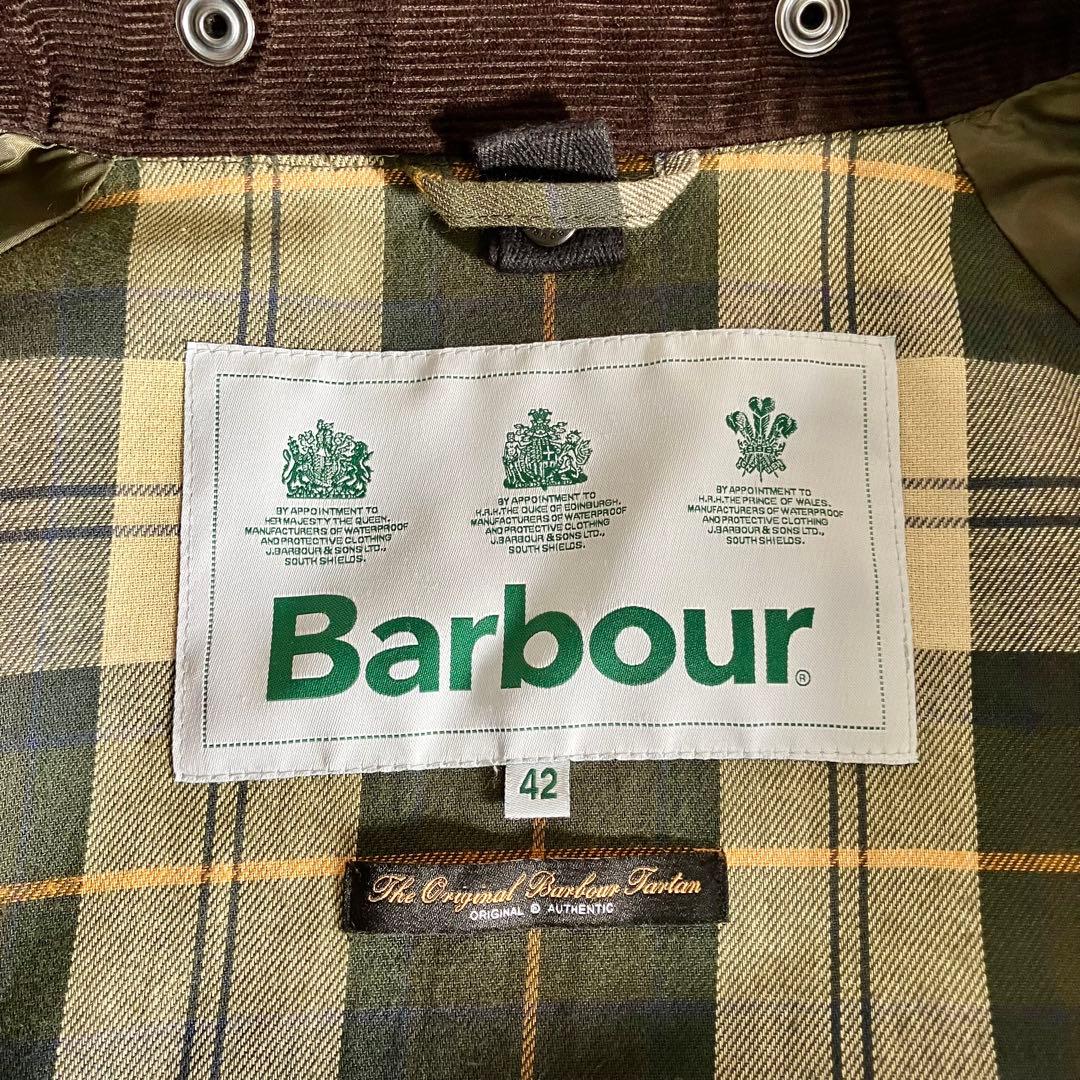 BY APPOINTMENT TO
HER MAJESTY THE QUEEN,
MANUFACTURERS OF WATERPROOF
AND PROTECTIVE CLOTHING
J.BARBOUR & SONS LTD.,
SOUTH SHIELDS.
BY APPOINTMENT TO
H.R.H. THE DUKE OF EDINBURGH,
MANUFACTURERS OF WATERPROOF
AND PROTECTIVE CLOTHING
J.BARBOUR & SONS LTD.,
SOUTH SHIELDS.
BY APPOINTMENT TO
H.R.H. THE PRINCE OF WALES,
MANUFACTURERS OF WATERPROOF
AND PROTECTIVE CLOTHING
J.BARBOUR & SONS LTD.,
SOUTH SHIELDS.
Barbour®
42
The Original Barbour Tartan
ORIGINAL & AUTHENTIC